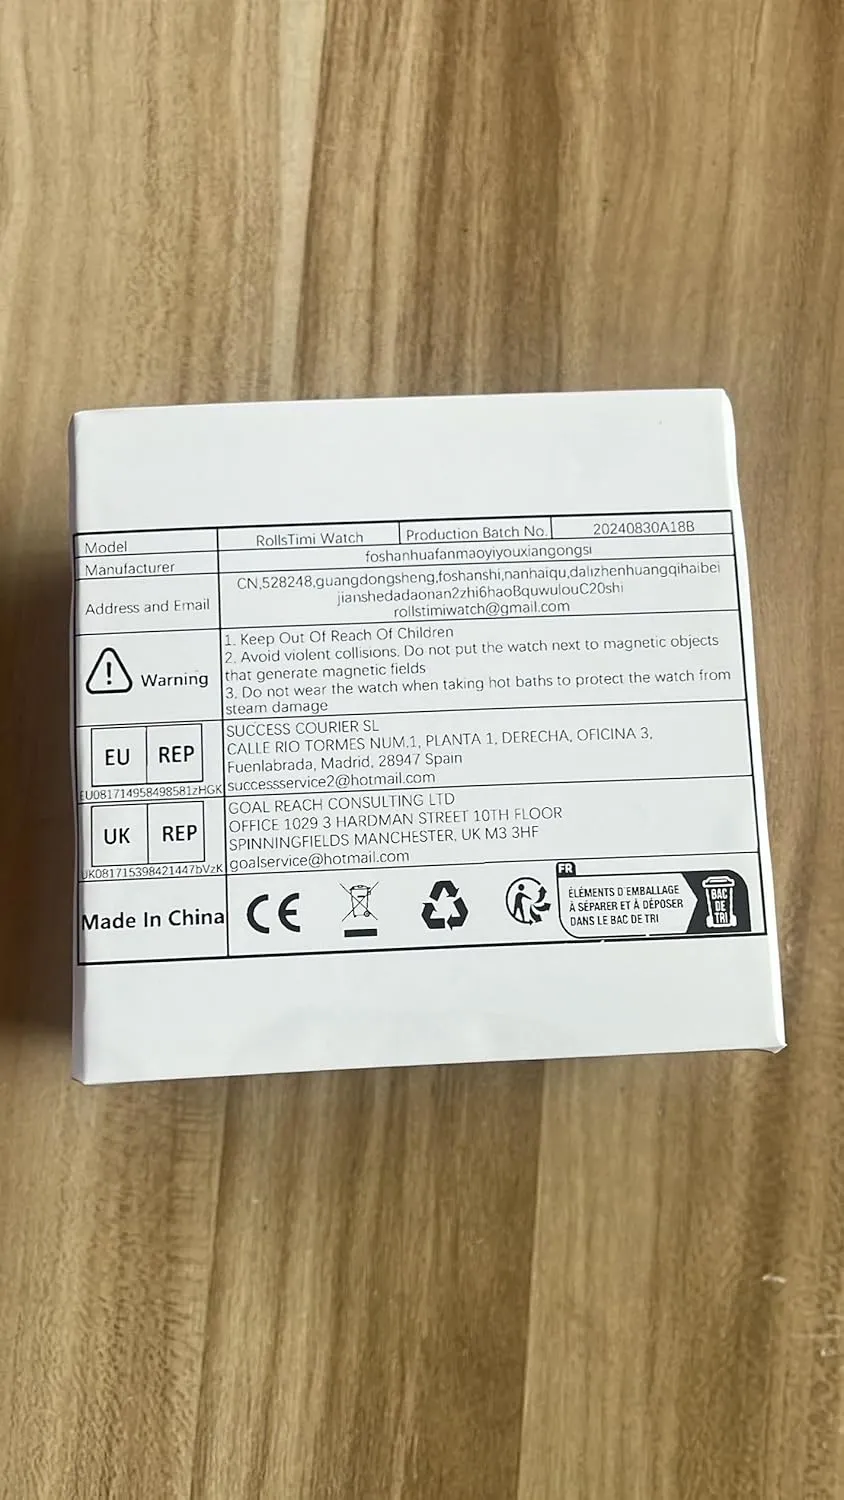 Model RollsTimi Watch Production Batch No. 20240830A18B
Manufacturer foshanhuafanmaoyiyouxiangongsi
Address and Email
CN,528248,guangdongsheng,foshanshi,nanhaiqu,dalizhenhuangqihaibei
jianshedadaonan2zhi6haoBquwulouC20shi
rollstimiwatch@gmail.com
Warning
1. Keep Out Of Reach Of Children
2. Avoid violent collisions. Do not put the watch next to magnetic objects
that generate magnetic fields
3. Do not wear the watch when taking hot baths to protect the watch from
steam damage
EU REP
EU081714958498581zHGK
SUCCESS COURIER SL
CALLE RIO TORMES NUM.1, PLANTA 1, DERECHA, OFICINA 3,
Fuenlabrada, Madrid, 28947 Spain
successservice2@hotmail.com
UK REP
UK081715398421447bVzK
GOAL REACH CONSULTING LTD
OFFICE 1029 3 HARDMAN STREET 10TH FLOOR
SPINNINGFIELDS MANCHESTER, UK M3 3HF
goalservice@hotmail.com
Made In China
CE
FR
ÉLÉMENTS D'EMBALLAGE
À SÉPARER ET À DÉPOSER
DANS LE BAC DE TRI
BAC
DE
TRI